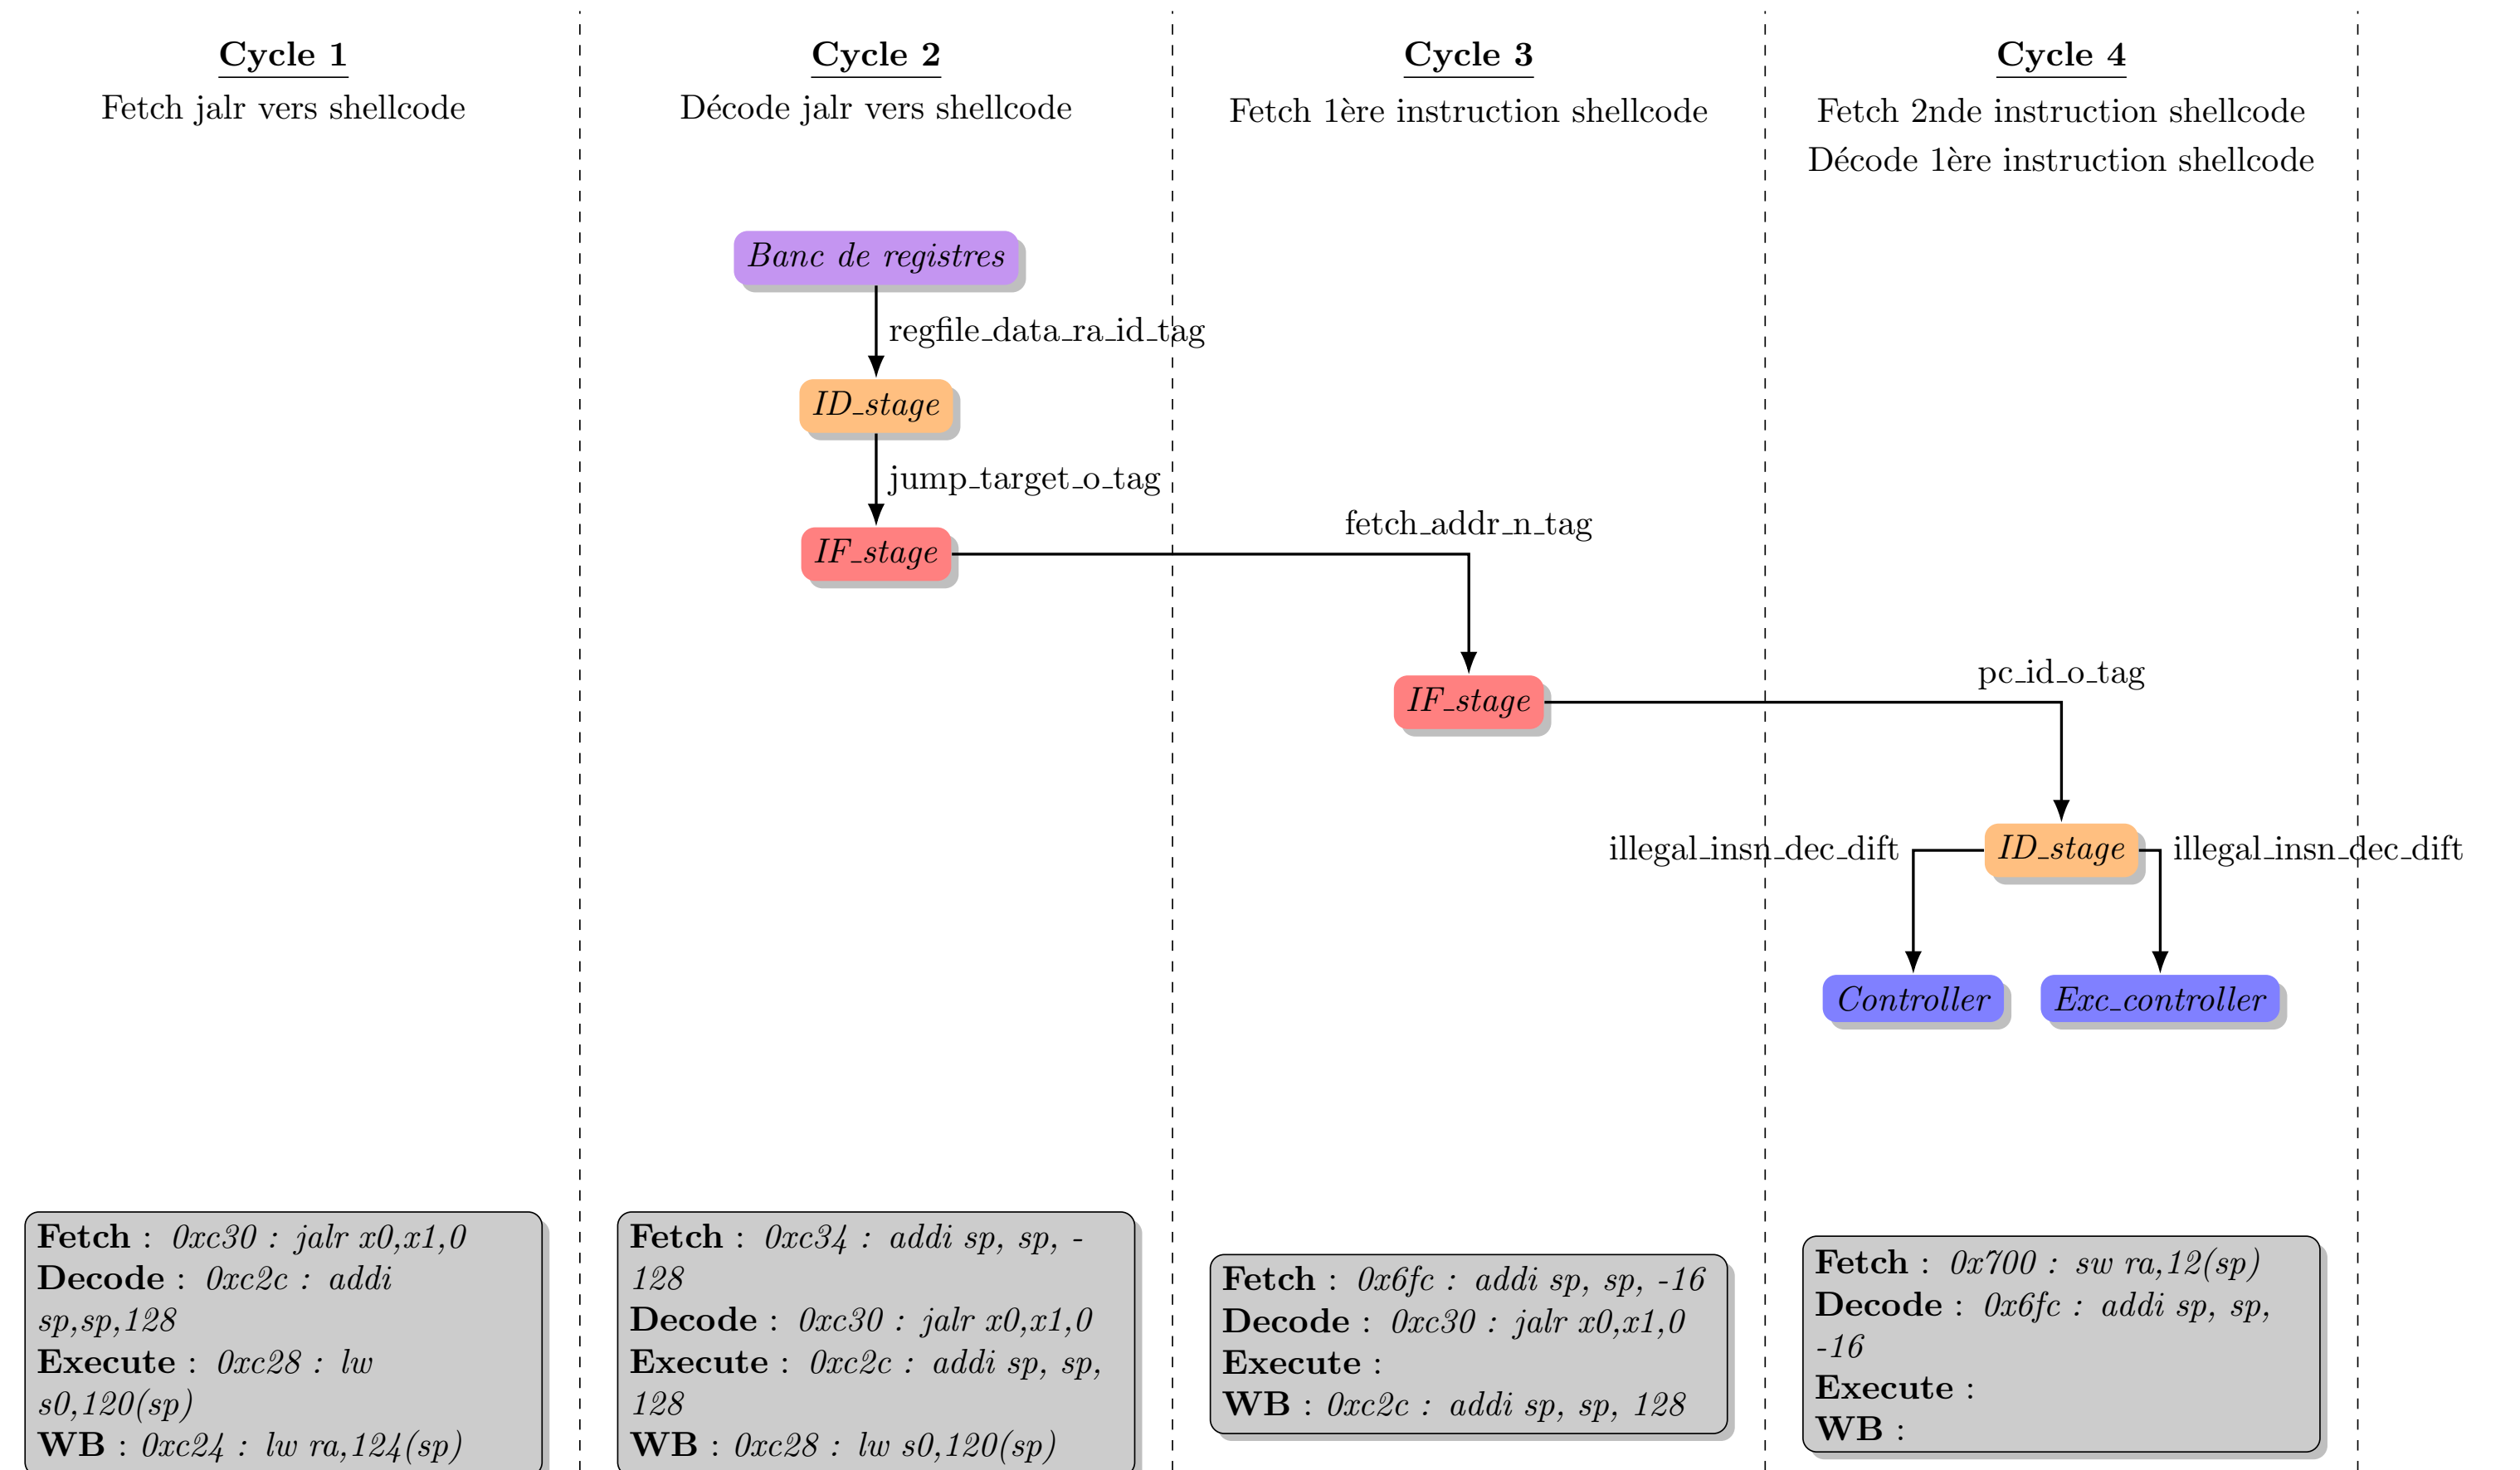 Cycle 1
Fetch jalr vers shellcode
Cycle 2
Décode jalr vers shellcode
Cycle 3
Fetch 1ère instruction shellcode
Cycle 4
Fetch 2nde instruction shellcode
Décode 1ère instruction shellcode
Banc de registres
regfile_data_ra_id_tag
ID_stage
jump_target_o_tag
IF_stage
fetch_addr_n_tag
IF_stage
pc_id_o_tag
illegal_insn_dec_dift
ID_stage
illegal_insn_dec_dift
Controller
Exc_controller
Fetch : 0xc30 : jalr x0,x1,0
Decode : 0xc2c : addi
sp,sp,128
Execute : 0xc28 : lw
s0,120(sp)
WB : 0xc24 : lw ra,124(sp)
Fetch : 0xc34 : addi sp, sp, -
128
Decode : 0xc30 : jalr x0,x1,0
Execute : 0xc2c : addi sp, sp,
128
WB : 0xc28 : lw s0,120(sp)
Fetch : 0x6fc : addi sp, sp, -16
Decode : 0xc30 : jalr x0,x1,0
Execute :
WB : 0xc2c : addi sp, sp, 128
Fetch : 0x700 : sw ra,12(sp)
Decode : 0x6fc : addi sp, sp,
-16
Execute :
WB :